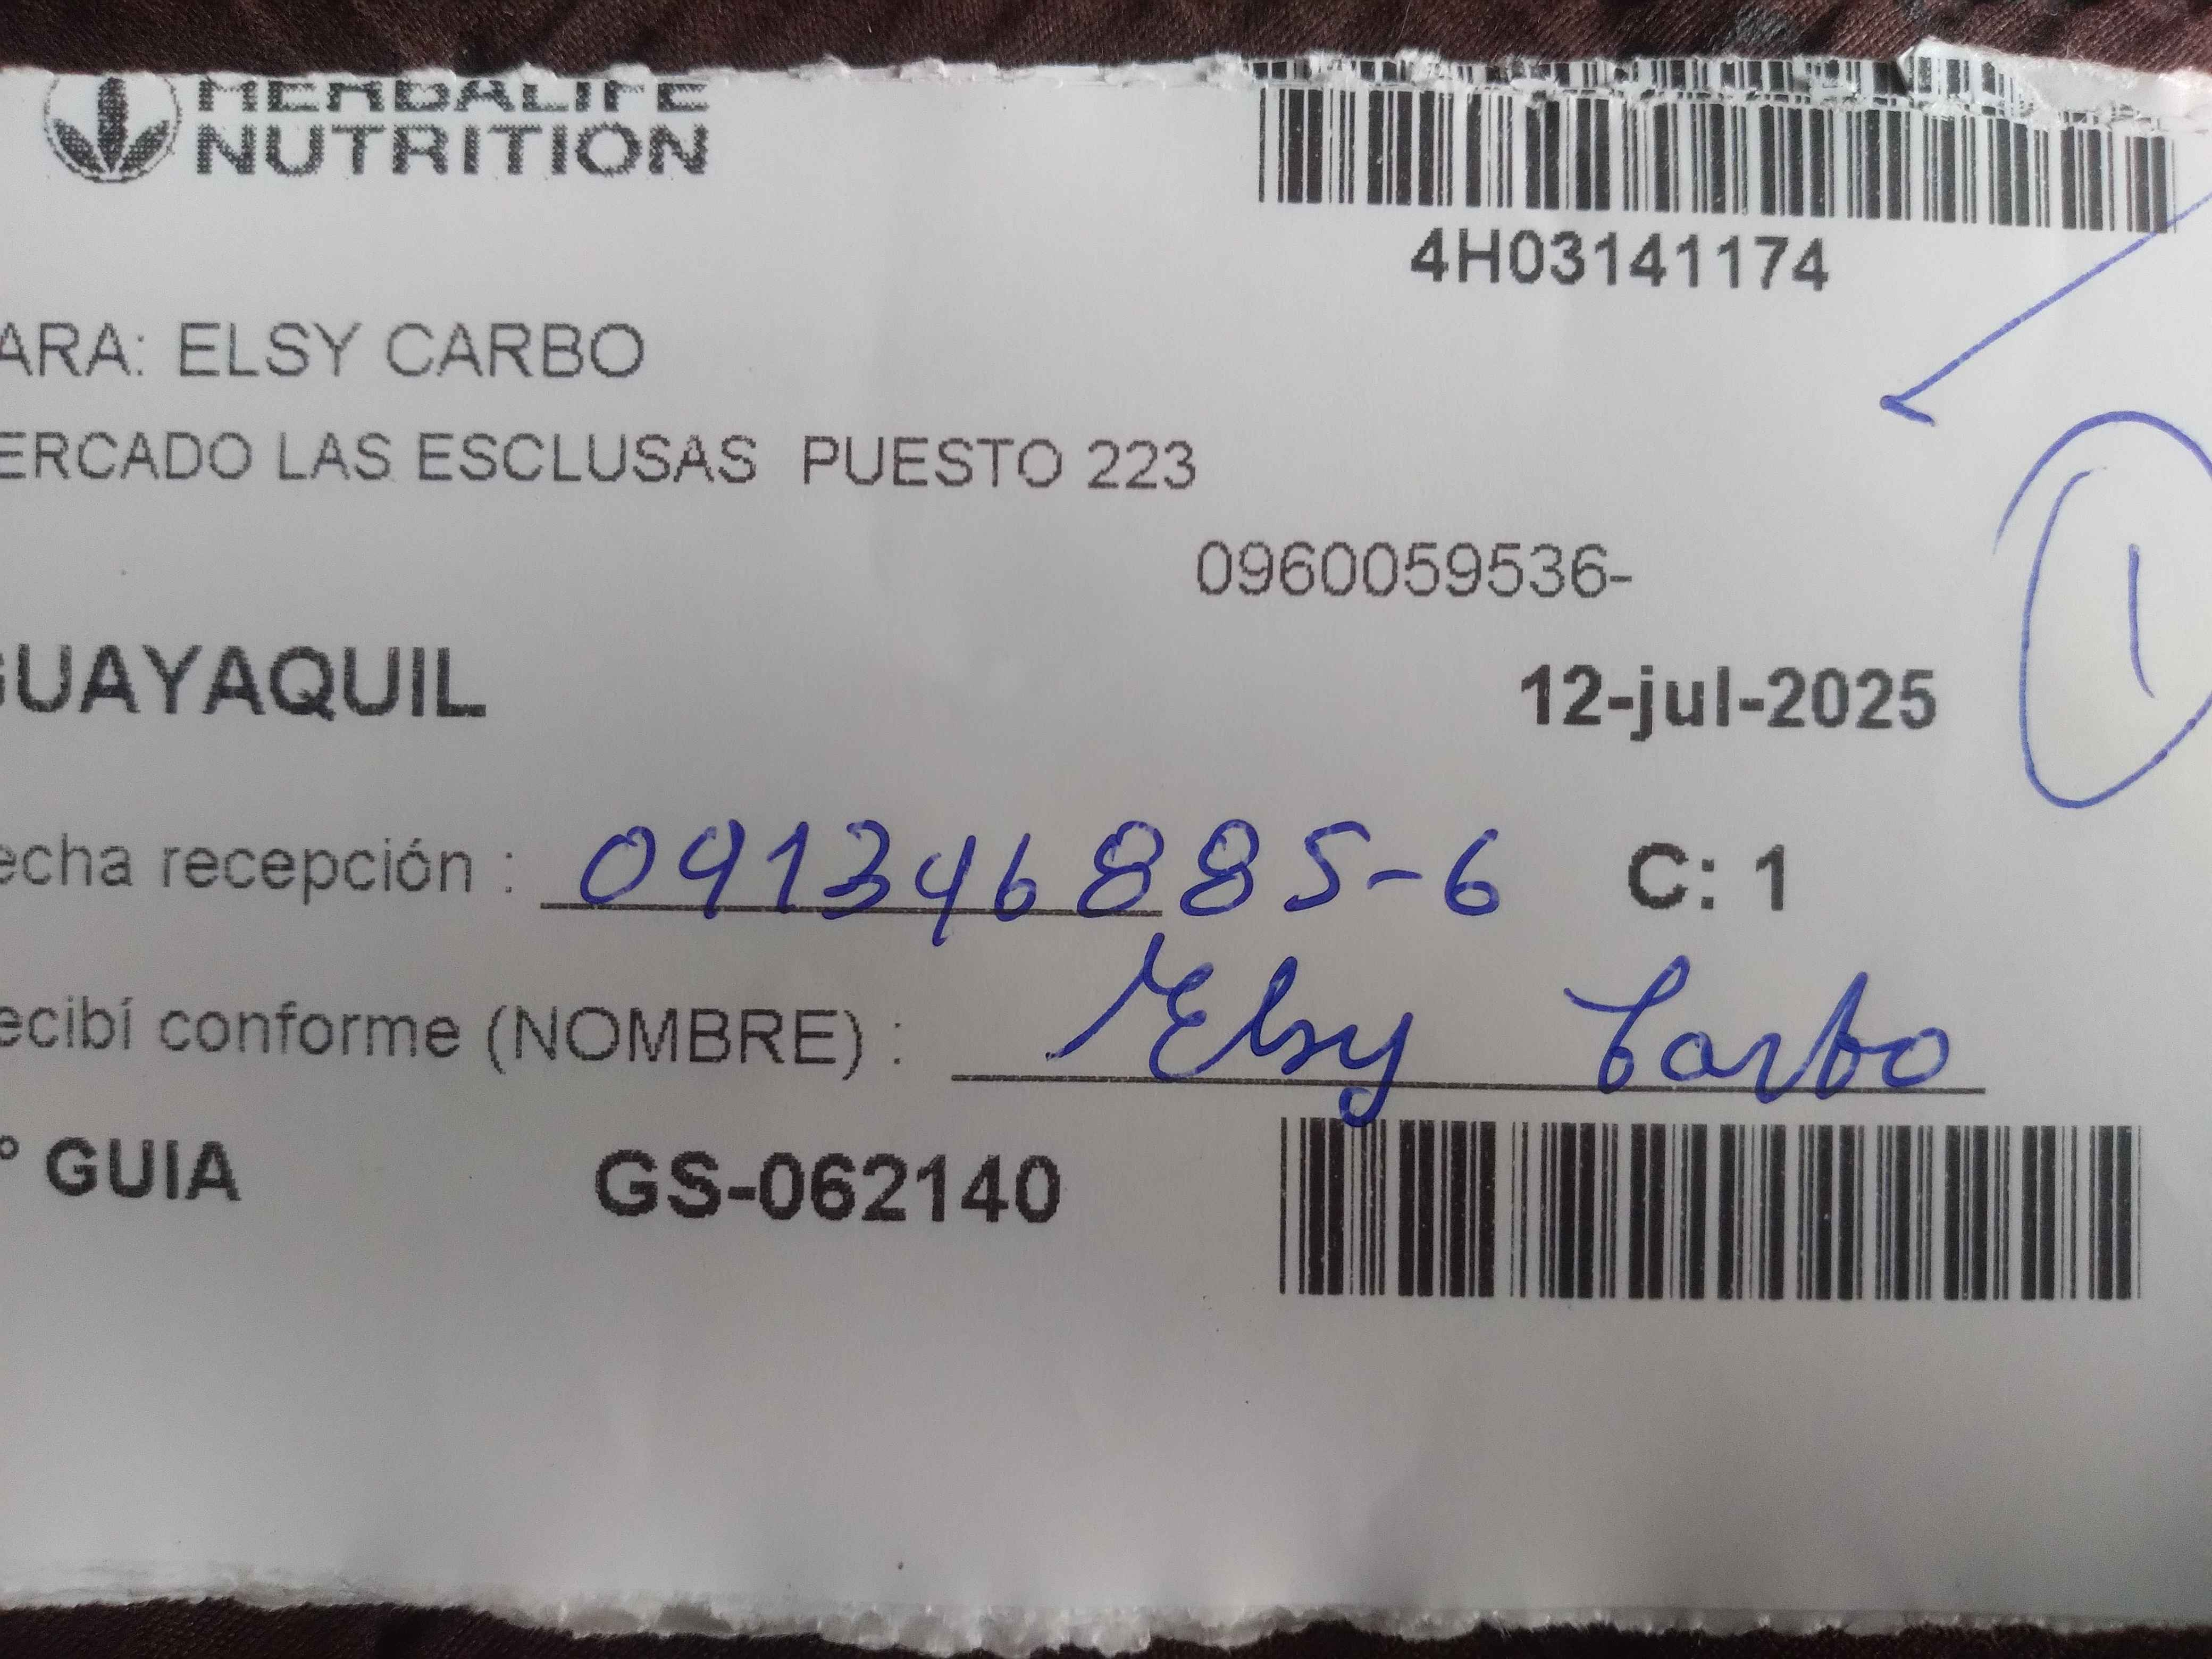 HERBALIFE
NUTRITION
4H03141174
ARA: ELSY CARBO
ERCADO LAS ESCLUSAS PUESTO 223
0960059536-
GUAYAQUIL
12-jul-2025
1
echa recepción : 091346885-6 C: 1
ecibí conforme (NOMBRE) : Elsy Carbo
° GUIA GS-062140